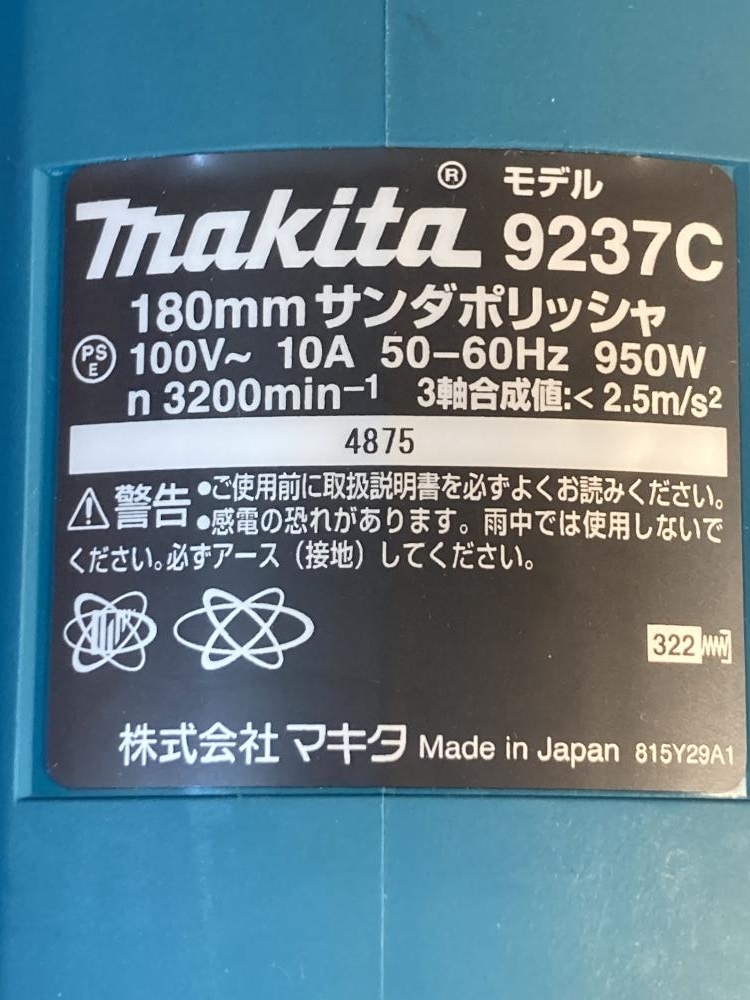 makita® モデル 9237C
180mm サンダポリッシャ
PSE 100V~ 10A 50-60Hz 950W
n 3200min-1 3軸合成値:< 2.5m/s²
4875
⚠警告 •ご使用前に取扱説明書を必ずよくお読みください。
•感電の恐れがあります。雨中では使用しないで
ください。必ずアース(接地)してください。
322
株式会社 マキタ Made in Japan 815Y29A1